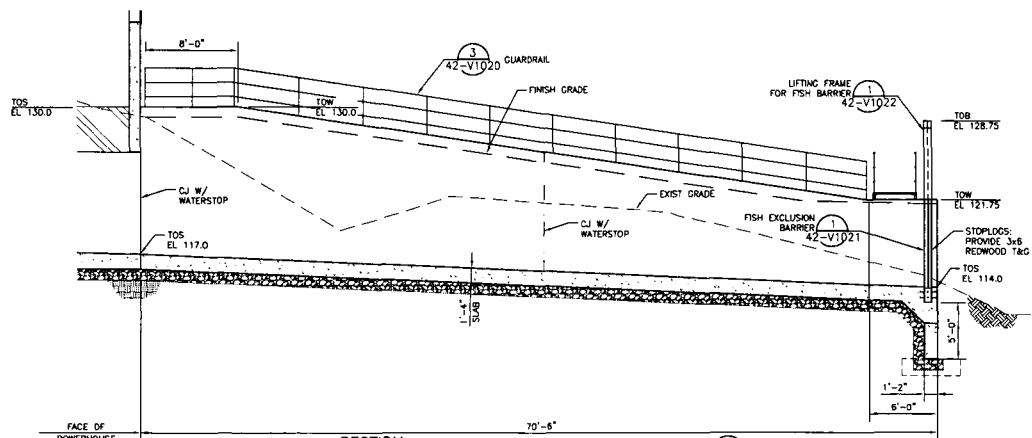 8'-0"
3
42-V1020
GUARDRAIL
FINISH GRADE
LIFTING FRAME
FOR FISH BARRIER
1
42-V1022
TOS
EL 130.0
TOW
EL 130.0
TOB
EL 128.75
CJ W/
WATERSTOP
EXIST GRADE
TOW
EL 121.75
FISH EXCLUSION
BARRIER
1
42-V1021
STOPLOGS:
PROVIDE 3x6
REDWOOD T&G
CJ W/
WATERSTOP
TOS
EL 117.0
TOS
EL 114.0
1'-4"
SLAB
5'-0"
1'-2"
6'-0"
70'-6"
FACE OF
POWERHOUSE
SECTION